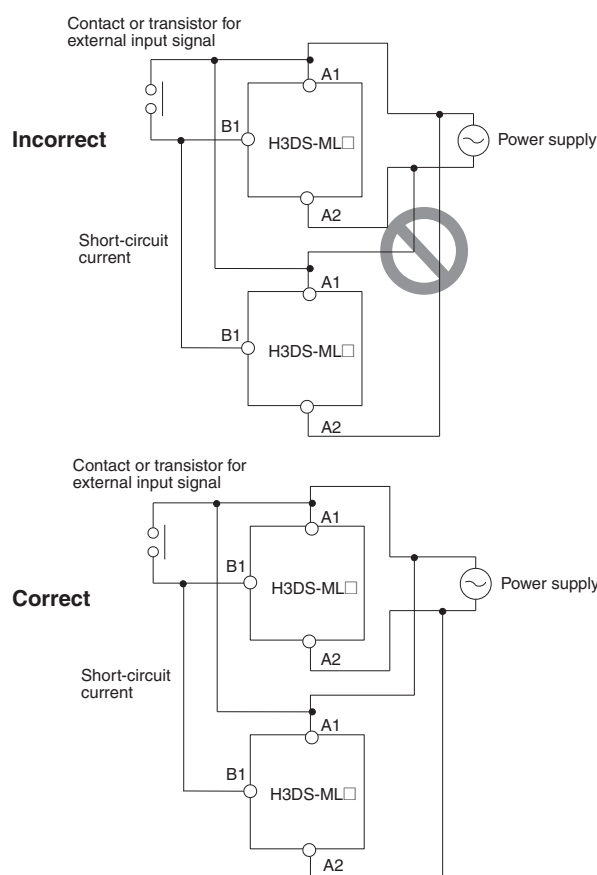 Contact or transistor for
external input signal
A1
B1
Incorrect
H3DS-ML□
Power supply
A2
Short-circuit
current
A1
B1
H3DS-ML□
A2
Contact or transistor for
external input signal
A1
B1
Correct
H3DS-ML□
Power supply
A2
Short-circuit
current
A1
B1
H3DS-ML□
A2